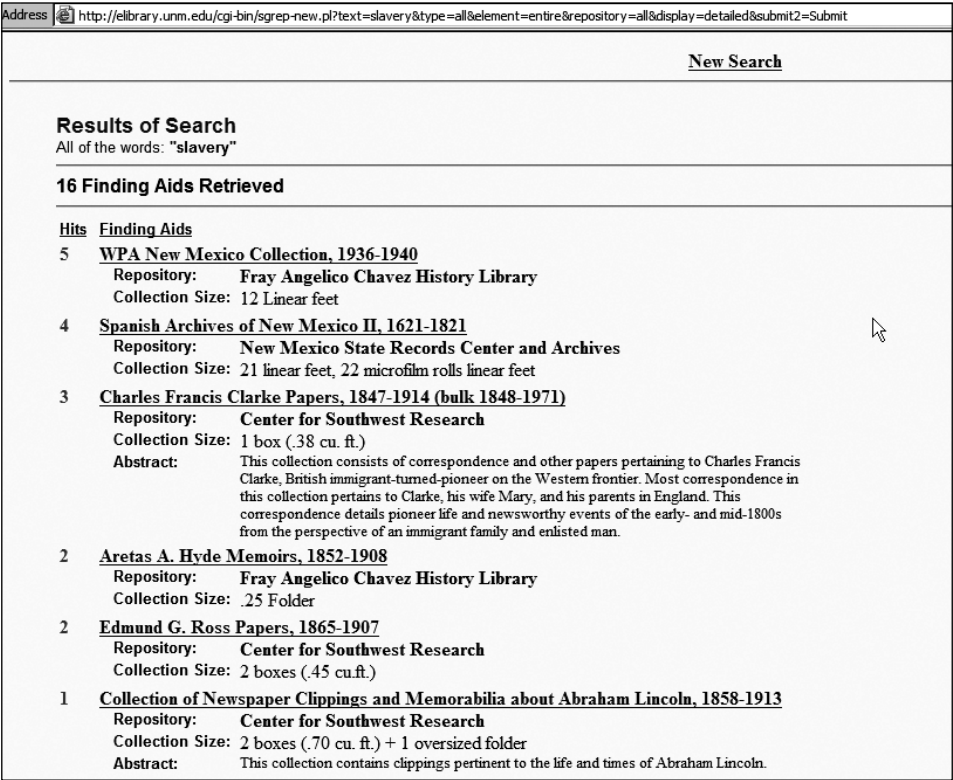 Address http://elibrary.unm.edu/cgi-bin/sgrep-new.pl?text=slavery&type=all&element=entire&repository=all&display=detailed&submit2=Submit
New Search
Results of Search
All of the words: "slavery"
16 Finding Aids Retrieved
Hits Finding Aids
5 WPA New Mexico Collection, 1936-1940
Repository: Fray Angelico Chavez History Library
Collection Size: 12 Linear feet
4 Spanish Archives of New Mexico II, 1621-1821
Repository: New Mexico State Records Center and Archives
Collection Size: 21 linear feet, 22 microfilm rolls linear feet
3 Charles Francis Clarke Papers, 1847-1914 (bulk 1848-1971)
Repository: Center for Southwest Research
Collection Size: 1 box (.38 cu. ft.)
Abstract: This collection consists of correspondence and other papers pertaining to Charles Francis
Clarke, British immigrant-turned-pioneer on the Western frontier. Most correspondence in
this collection pertains to Clarke, his wife Mary, and his parents in England. This
correspondence details pioneer life and newsworthy events of the early- and mid-1800s
from the perspective of an immigrant family and enlisted man.
2 Aretas A. Hyde Memoirs, 1852-1908
Repository: Fray Angelico Chavez History Library
Collection Size: .25 Folder
2 Edmund G. Ross Papers, 1865-1907
Repository: Center for Southwest Research
Collection Size: 2 boxes (.45 cu.ft.)
1 Collection of Newspaper Clippings and Memorabilia about Abraham Lincoln, 1858-1913
Repository: Center for Southwest Research
Collection Size: 2 boxes (.70 cu. ft.) + 1 oversized folder
Abstract: This collection contains clippings pertinent to the life and times of Abraham Lincoln.